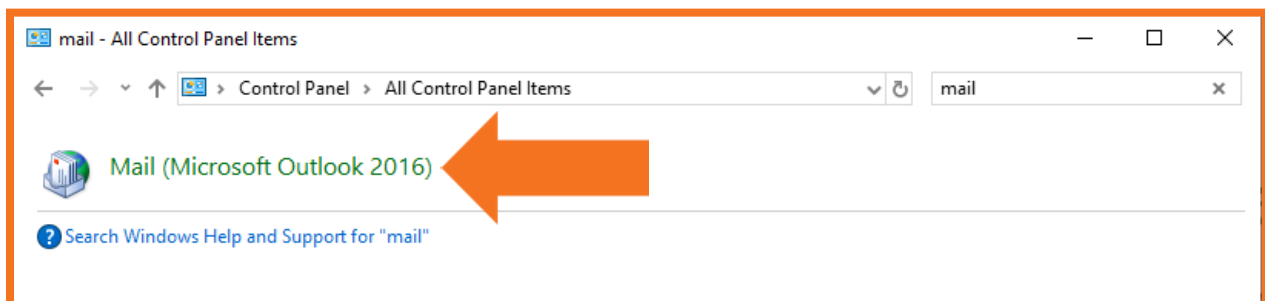 mail - All Control Panel Items
Control Panel > All Control Panel Items
mail
Mail (Microsoft Outlook 2016)
Search Windows Help and Support for "mail"